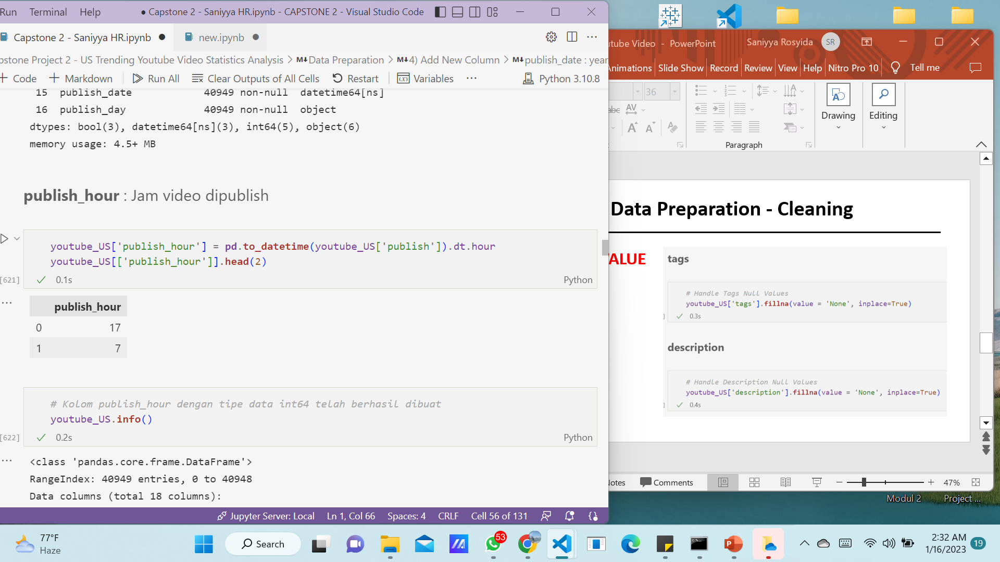 Run Terminal Help ● Capstone 2 - Saniyya HR.ipynb - CAPSTONE 2 - Visual Studio Code
Capstone 2 - Saniyya HR.ipynb ● new.ipynb ●
pstone Project 2 - US Trending Youtube Video Statistics Analysis > M↓Data Preparation > M↓4) Add New Column > M↓publish_date : year
+ Code + Markdown Run All Clear Outputs of All Cells Restart Variables ··· Python 3.10.8
15 publish_date 40949 non-null datetime64[ns]
16 publish_day 40949 non-null object
dtypes: bool(3), datetime64[ns](3), int64(5), object(6)
memory usage: 4.5+ MB
publish_hour : Jam video dipublish
youtube_US['publish_hour'] = pd.to_datetime(youtube_US['publish']).dt.hour
youtube_US[['publish_hour']].head(2)
[621] 0.1s Python
publish_hour
0 17
1 7
# Kolom publish_hour dengan tipe data int64 telah berhasil dibuat
youtube_US.info()
[622] 0.2s Python
<class 'pandas.core.frame.DataFrame'>
RangeIndex: 40949 entries, 0 to 40948
Data columns (total 18 columns):
Jupyter Server: Local Ln 1, Col 66 Spaces: 4 CRLF Cell 56 of 131
utube Video - PowerPoint Saniyya Rosyida SR
Animations Slide Show Record Review View Help Nitro Pro 10 Tell me
36
abc AV
A A A
Drawing
Editing
Paragraph
Data Preparation - Cleaning
ALUE
tags
# Handle Tags Null Values
youtube_US['tags'].fillna(value = 'None', inplace=True)
] 0.3s
description
# Handle Description Null Values
youtube_US['description'].fillna(value = 'None', inplace=True)
] 0.4s
Notes Comments 47%
Modul 2 Project ...
77°F
Haze
Search
53
2:32 AM
1/16/2023
19